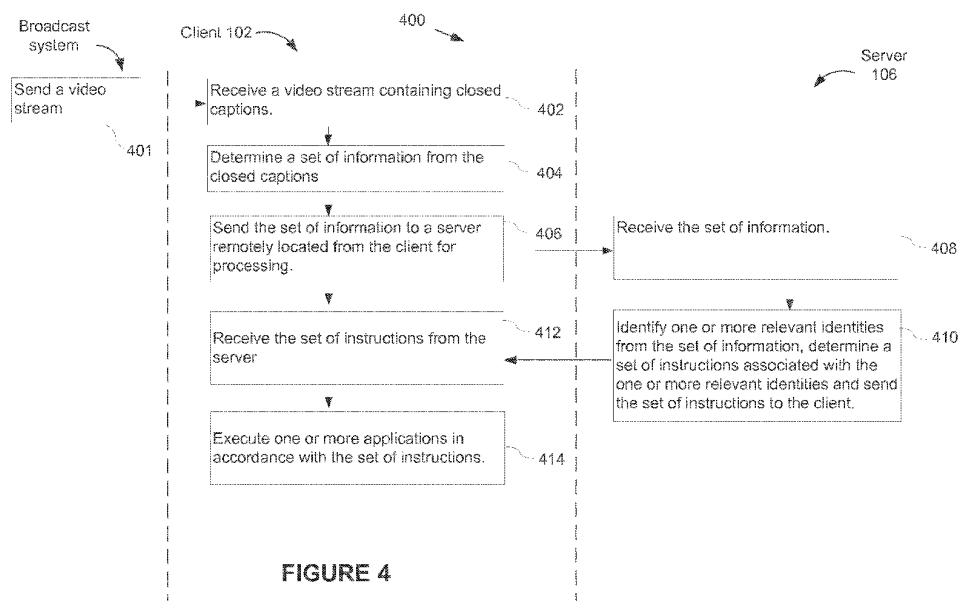 Broadcast
system
Client 102
400
Server
106
Send a video
stream
401
Receive a video stream containing closed
captions.
402
Determine a set of information from the
closed captions
404
Send the set of information to a server
remotely located from the client for
processing.
406
Receive the set of information.
408
Receive the set of instructions from the
server
412
Identify one or more relevant identities
from the set of information, determine a
set of instructions associated with the
one or more relevant identities and send
the set of instructions to the client.
410
Execute one or more applications in
accordance with the set of instructions.
414
FIGURE 4